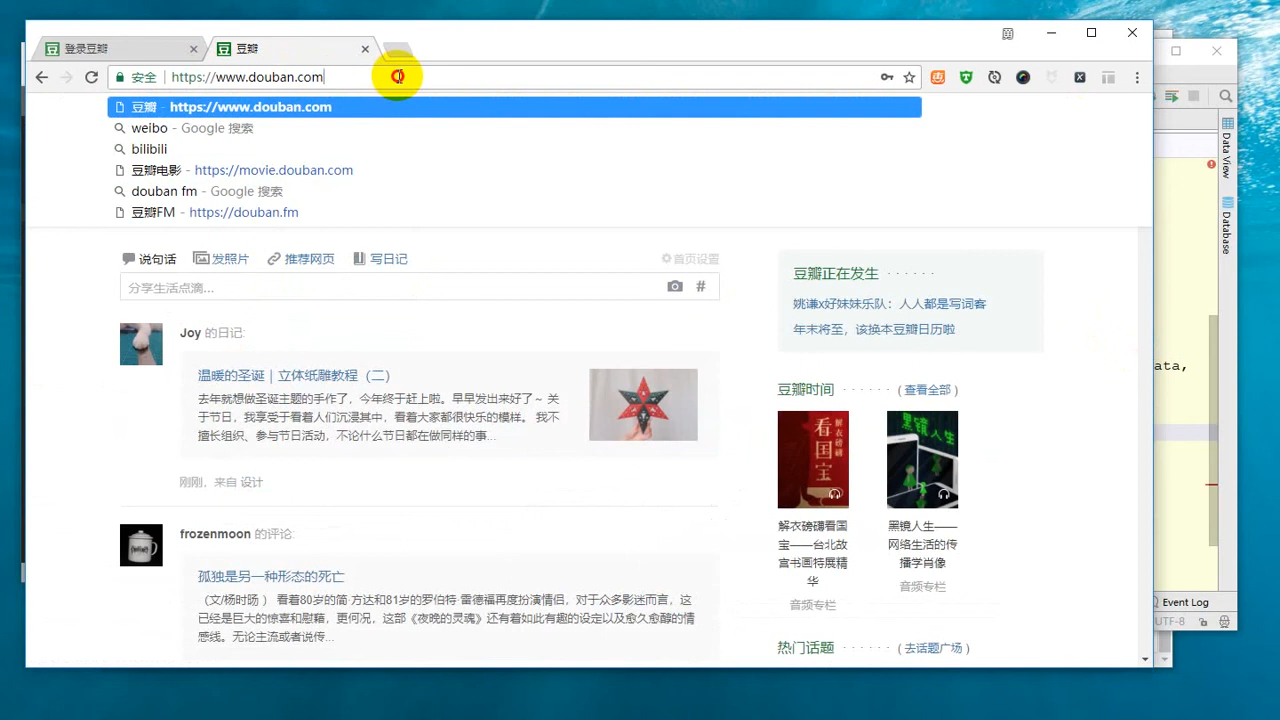 登录豆瓣
豆瓣
安全 https://www.douban.com
豆瓣 - https://www.douban.com
weibo - Google 搜索
bilibili
豆瓣电影 - https://movie.douban.com
douban fm - Google 搜索
豆瓣FM - https://douban.fm
说句话 发照片 推荐网页 写日记
首页设置
分享生活点滴...
#
Joy 的日记:
温暖的圣诞｜立体纸雕教程（二）
去年就想做圣诞主题的手作了，今年终于赶上啦。早早发出来好了~ 关
于节日，我享受于看着人们沉浸其中，看着大家都很快乐的模样。 我不
擅长组织、参与节日活动，不论什么节日都在做同样的事...
刚刚，来自 设计
frozenmoon 的评论:
孤独是另一种形态的死亡
（文/杨时旸 ） 看着80岁的简·方达和81岁的罗伯特·雷德福再度扮演情侣，对于众多影迷而言，这
已经是巨大的惊喜和慰藉，更何况，这部《夜晚的灵魂》还有着如此有趣的设定以及愈久愈醇的情
感线。无论主流或者说传...
豆瓣正在发生 · · · · · ·
姚谦x好妹妹乐队：人人都是写词客
年末将至，该换本豆瓣日历啦
豆瓣时间 · · · · · · ( 查看全部 )
看国宝
解衣磅礴
黑镜人生
解衣磅礴看国
宝——台北故
宫书画特展精
华
音频专栏
黑镜人生——
网络生活的传
播学肖像
音频专栏
热门话题 · · · · · · ( 去话题广场 )
Data View
Database
ata,
Event Log
UTF-8